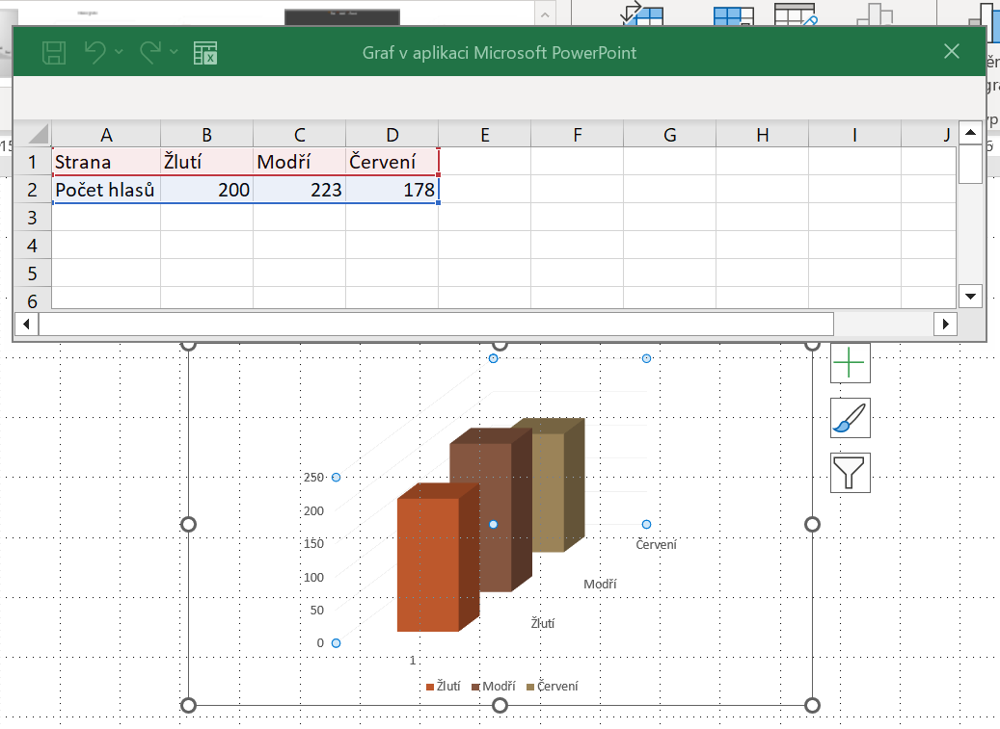 Graf v aplikaci Microsoft PowerPoint
A B C D E F G H I J
1 Strana Žlutí Modří Červení
2 Počet hlasů 200 223 178
3
4
5
6
250
200
150
100
50
0
Červení
Modří
Žlutí
1
Žlutí Modří Červení